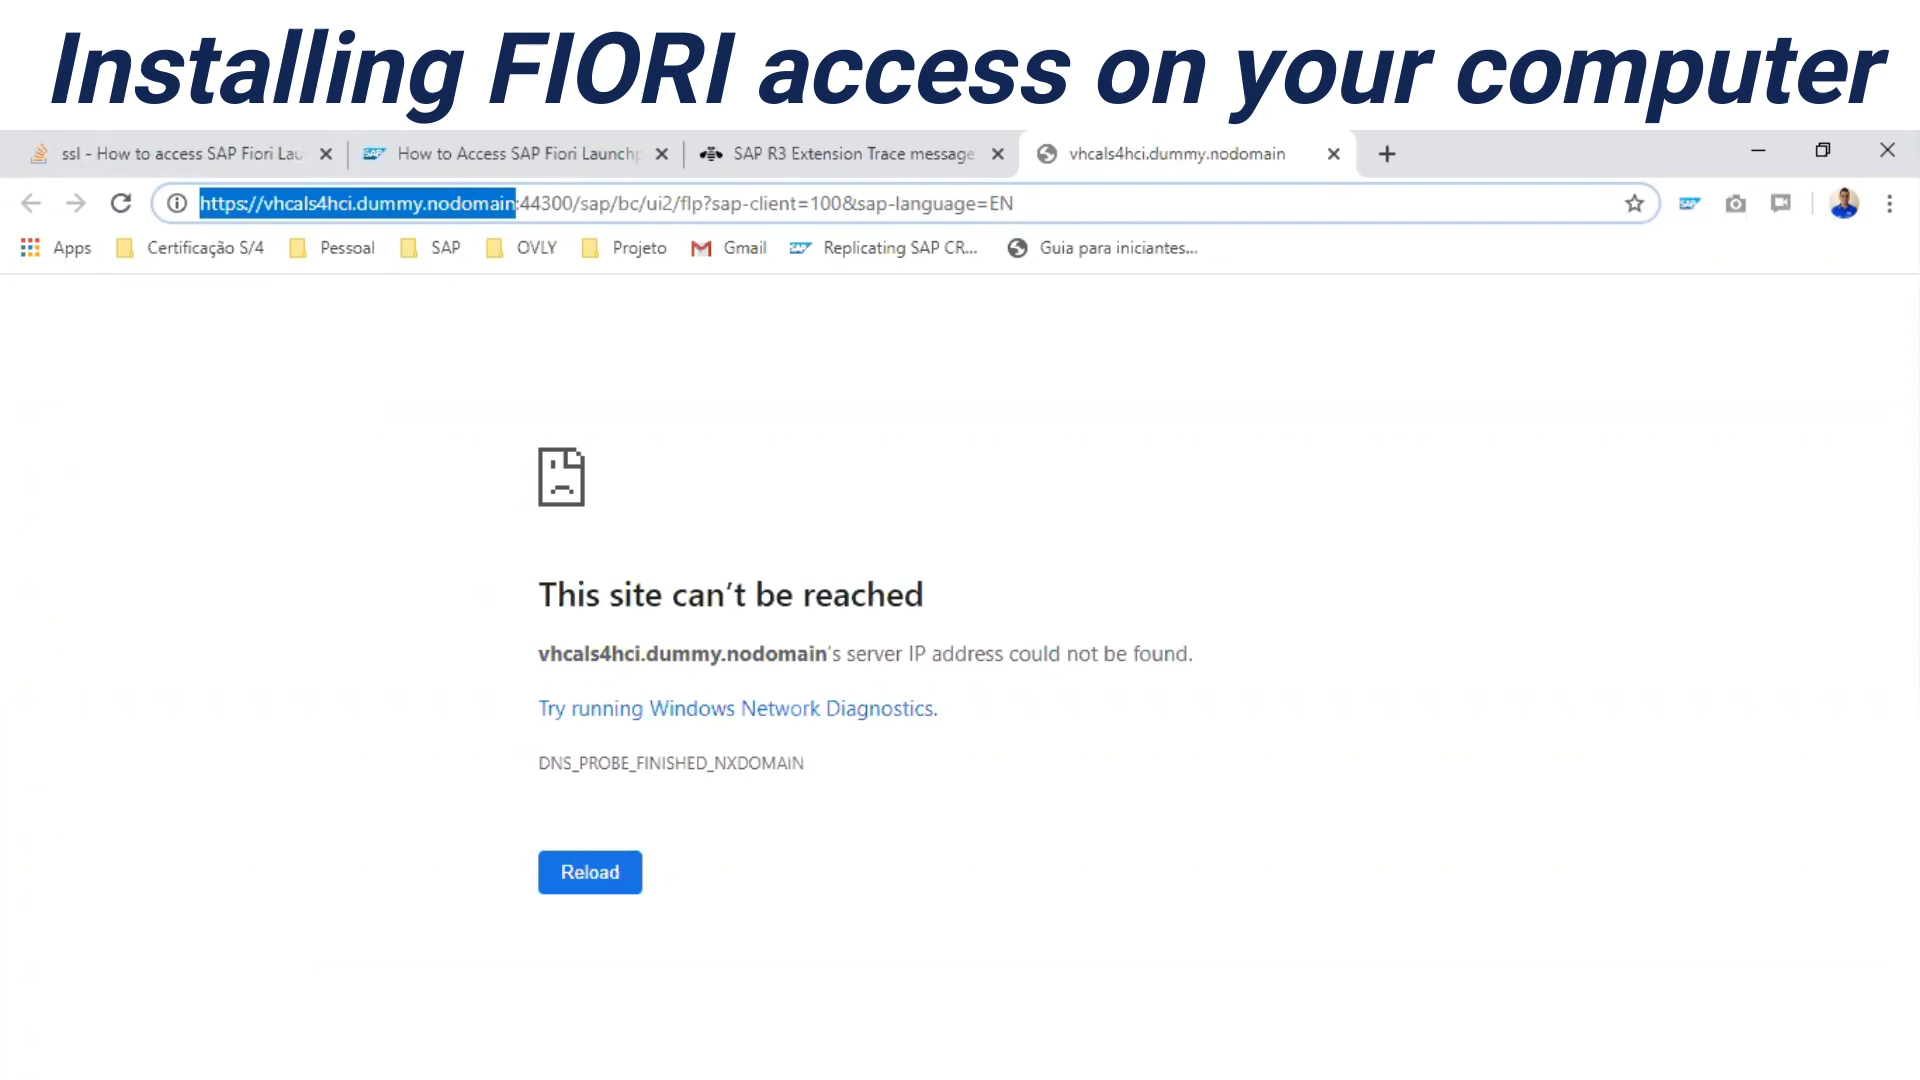 Installing FIORI access on your computer
ssl - How to access SAP Fiori Lau
SAP How to Access SAP Fiori Launchp
SAP R3 Extension Trace message
vhcals4hci.dummy.nodomain
https://vhcals4hci.dummy.nodomain:44300/sap/bc/ui2/flp?sap-client=100&sap-language=EN
SAP
Apps
Certificação S/4
Pessoal
SAP
OVLY
Projeto
Gmail
SAP Replicating SAP CR...
Guia para iniciantes...
This site can't be reached
vhcals4hci.dummy.nodomain's server IP address could not be found.
Try running Windows Network Diagnostics.
DNS_PROBE_FINISHED_NXDOMAIN
Reload